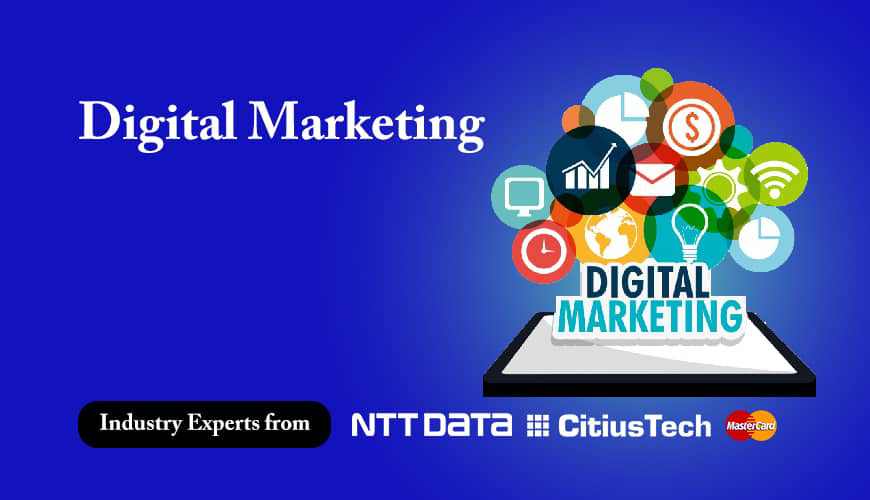 Digital Marketing
$
DIGITAL
MARKETING
Industry Experts from
NTT DATA
CitiusTech
MasterCard